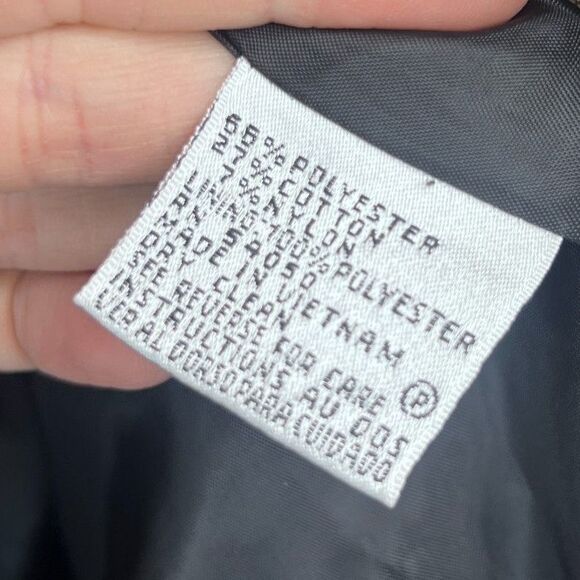 66% POLYESTER
27% COTTON
7% NYLON
LINING 100% POLYESTER
RN 54050
MADE IN VIETNAM
DRY CLEAN Ⓟ
SEE REVERSE FOR CARE
INSTRUCTIONS AU DOS
VER AL DORSO PARA CUIDADO